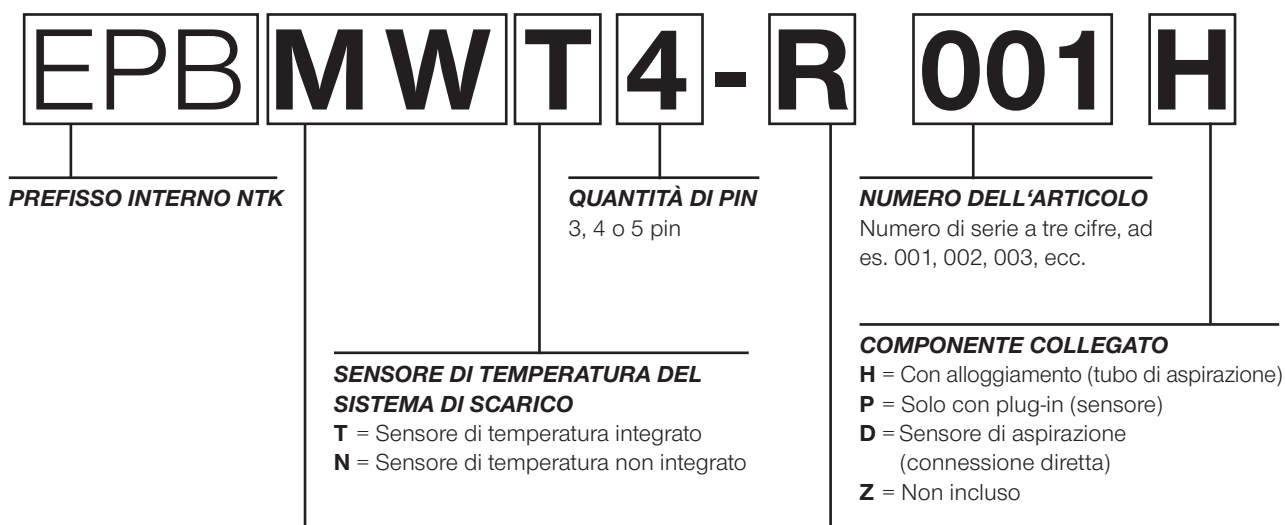 EPB MWT4-R 001 H
PREFISSO INTERNO NTK
QUANTITÀ DI PIN
3, 4 o 5 pin
NUMERO DELL'ARTICOLO
Numero di serie a tre cifre, ad
es. 001, 002, 003, ecc.
SENSORE DI TEMPERATURA DEL
SISTEMA DI SCARICO
T = Sensore di temperatura integrato
N = Sensore di temperatura non integrato
COMPONENTE COLLEGATO
H = Con alloggiamento (tubo di aspirazione)
P = Solo con plug-in (sensore)
D = Sensore di aspirazione
(connessione diretta)
Z = Non incluso